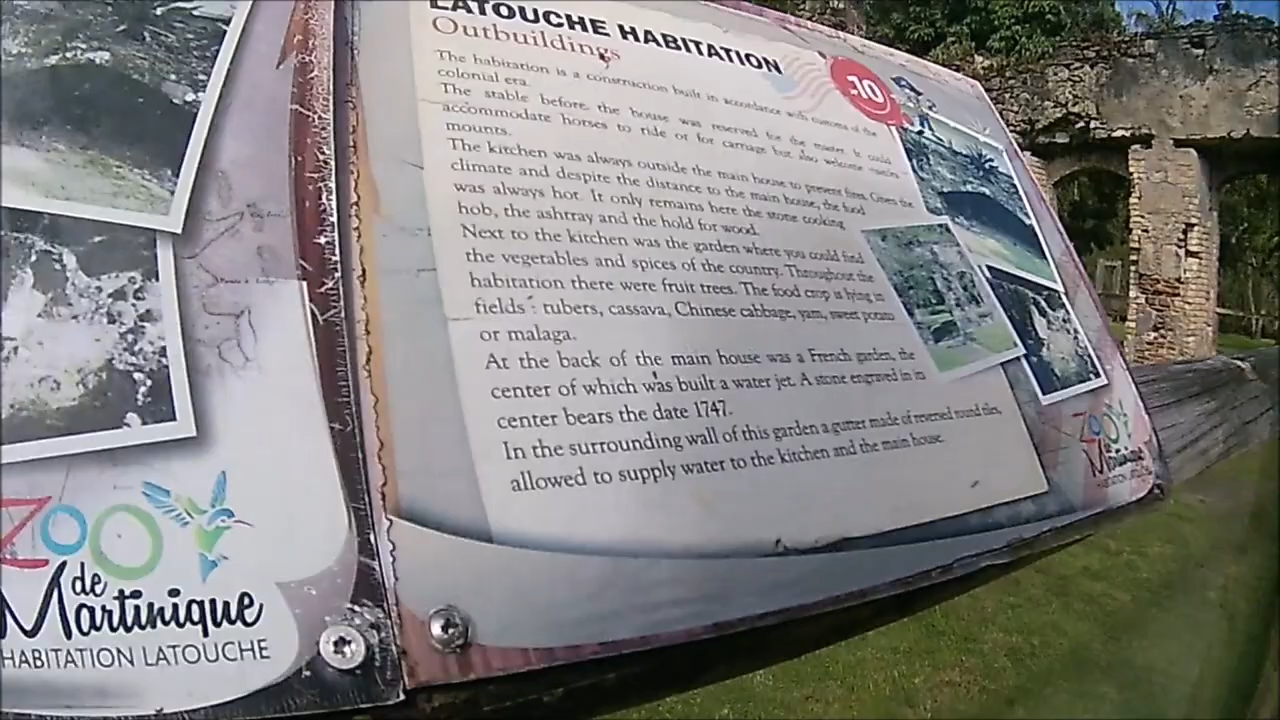 LATOUCHE HABITATION
Outbuildings
10
The habitation is a construction built in accordance with customs of the
colonial era.
The stable before the house was reserved for the master. It could
accommodate horses to ride or for carriage but also welcome
mounts.
The kitchen was always outside the main house to prevent fires. Given the
climate and despite the distance to the main house, the food
was always hot. It only remains here the stone cooking
hob, the ashtray and the hold for wood.
Next to the kitchen was the garden where you could find
the vegetables and spices of the country. Throughout the
habitation there were fruit trees. The food crop is lying in
fields : tubers, cassava, Chinese cabbage, yam, sweet potato
or malaga.
At the back of the main house was a French garden, the
center of which was built a water jet. A stone engraved in its
center bears the date 1747.
In the surrounding wall of this garden a gutter made of reversed round tiles,
allowed to supply water to the kitchen and the main house.
ZOO
de
Martinique
HABITATION LATOUCHE
ZOO
de
Martinique
HABITATION LATOUCHE